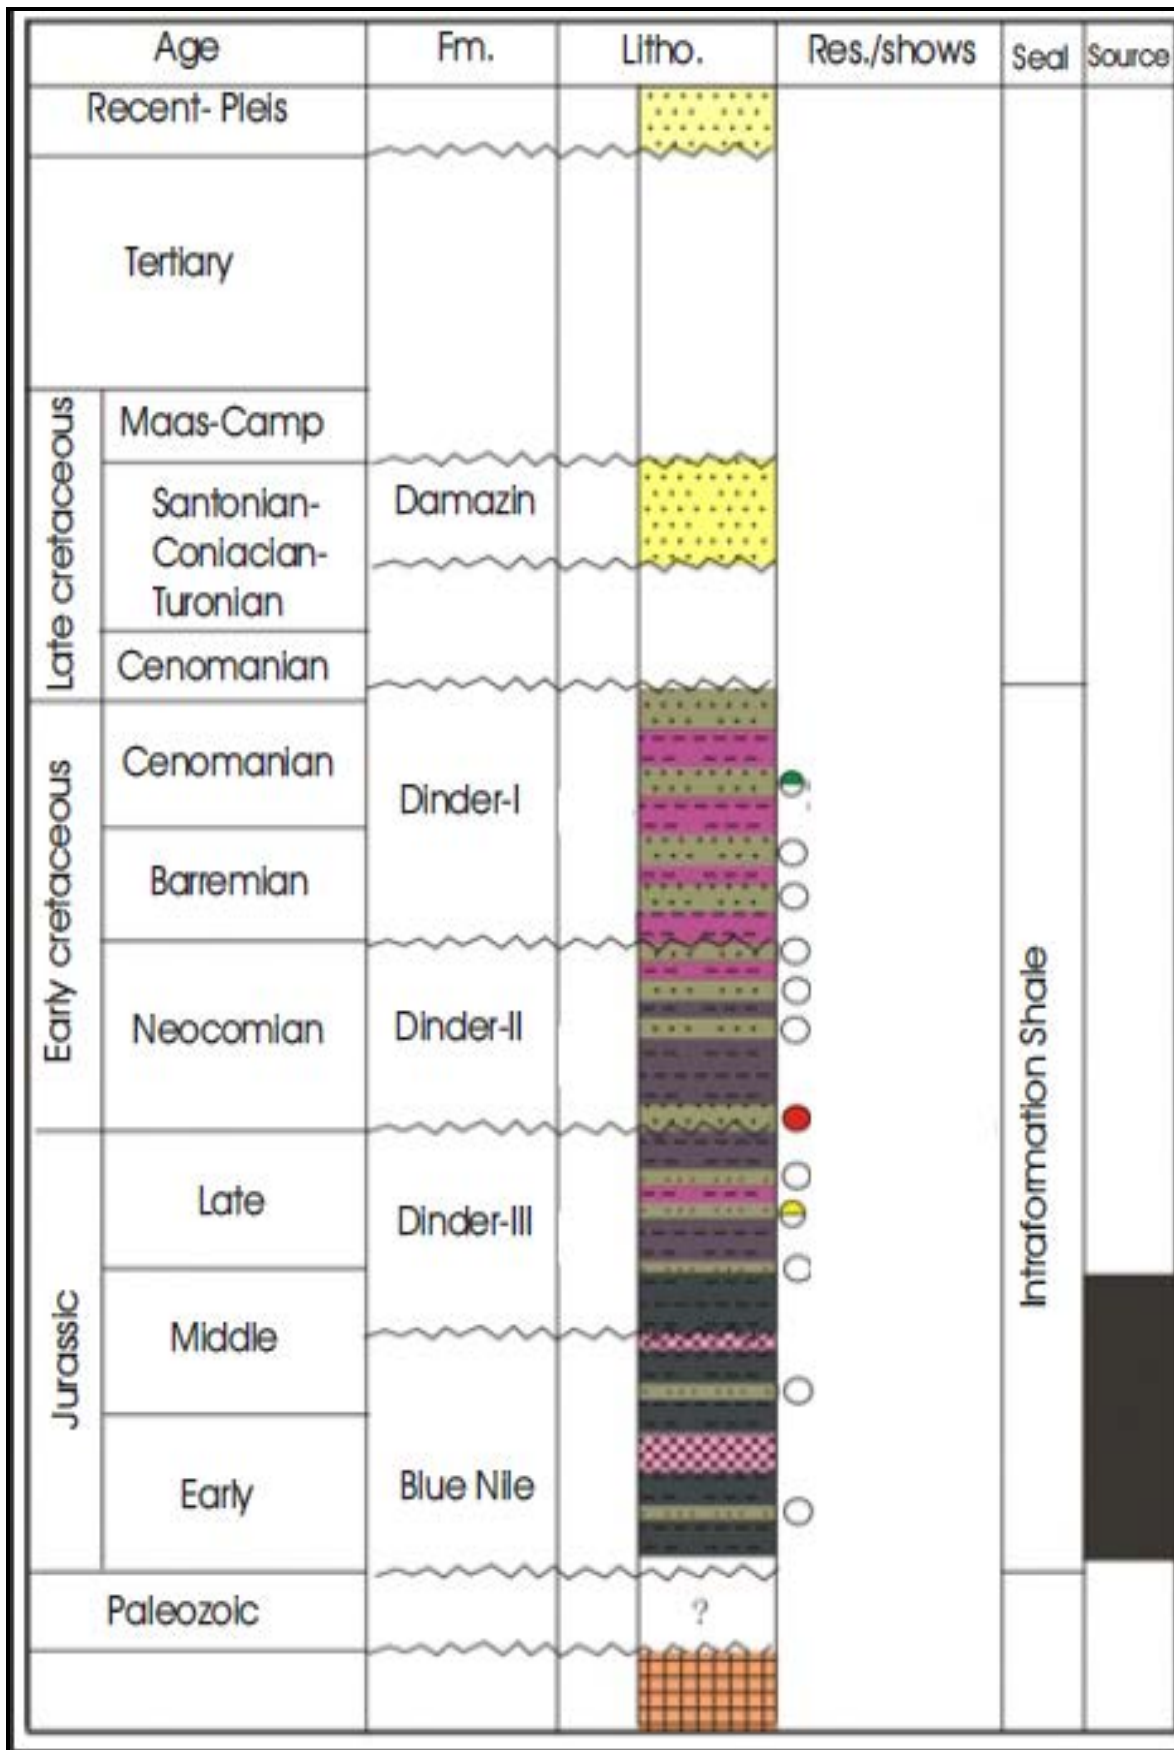 Age Fm. Litho. Res./shows Seal Source
Recent- Pleis
Tertiary
Late cretaceous
Maas-Camp
Santonian-
Coniacian-
Turonian
Damazin
Cenomanian
Early cretaceous
Cenomanian
Dinder-I
Barremian
Neocomian
Dinder-II
Intraformation Shale
Jurassic
Late
Dinder-III
Middle
Early
Blue Nile
Paleozoic
?